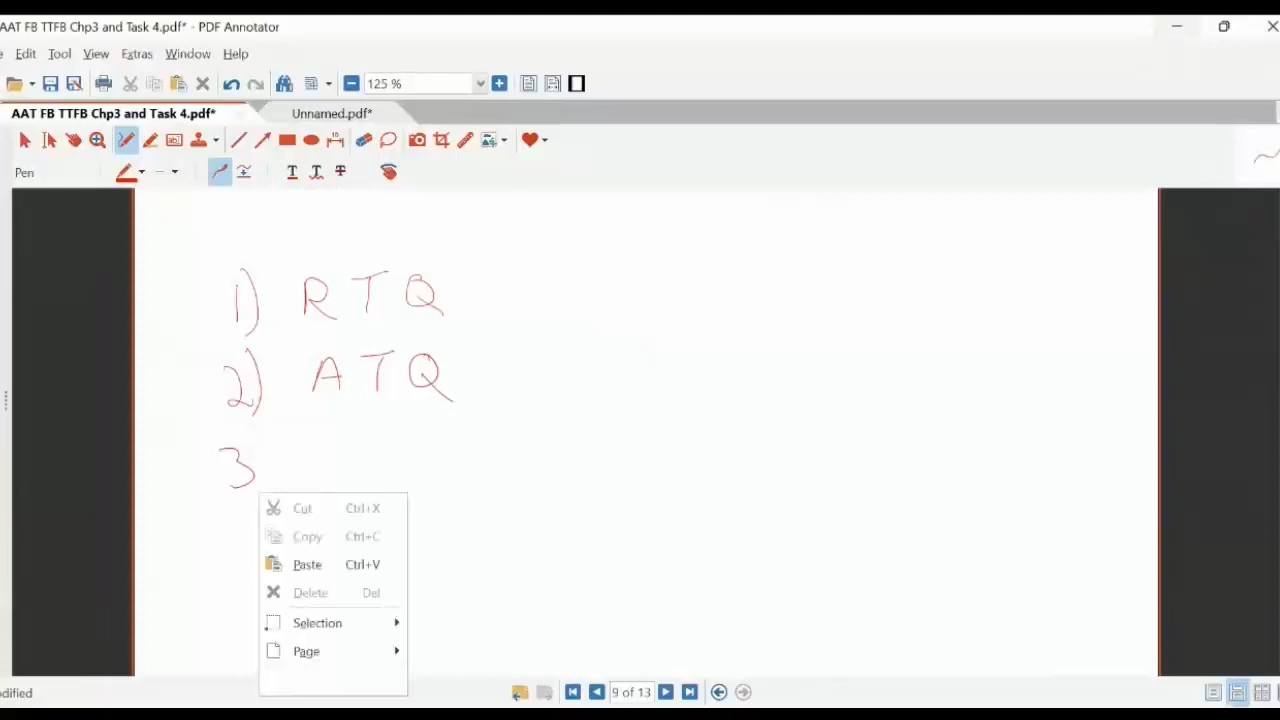 AAT FB TTFB Chp3 and Task 4.pdf* - PDF Annotator
Edit Tool View Extras Window Help
125 %
AAT FB TTFB Chp3 and Task 4.pdf* Unnamed.pdf*
Pen
1) R T Q
2) A T Q
3
Cut Ctrl+X
Copy Ctrl+C
Paste Ctrl+V
Delete Del
Selection
Page
dified 9 of 13